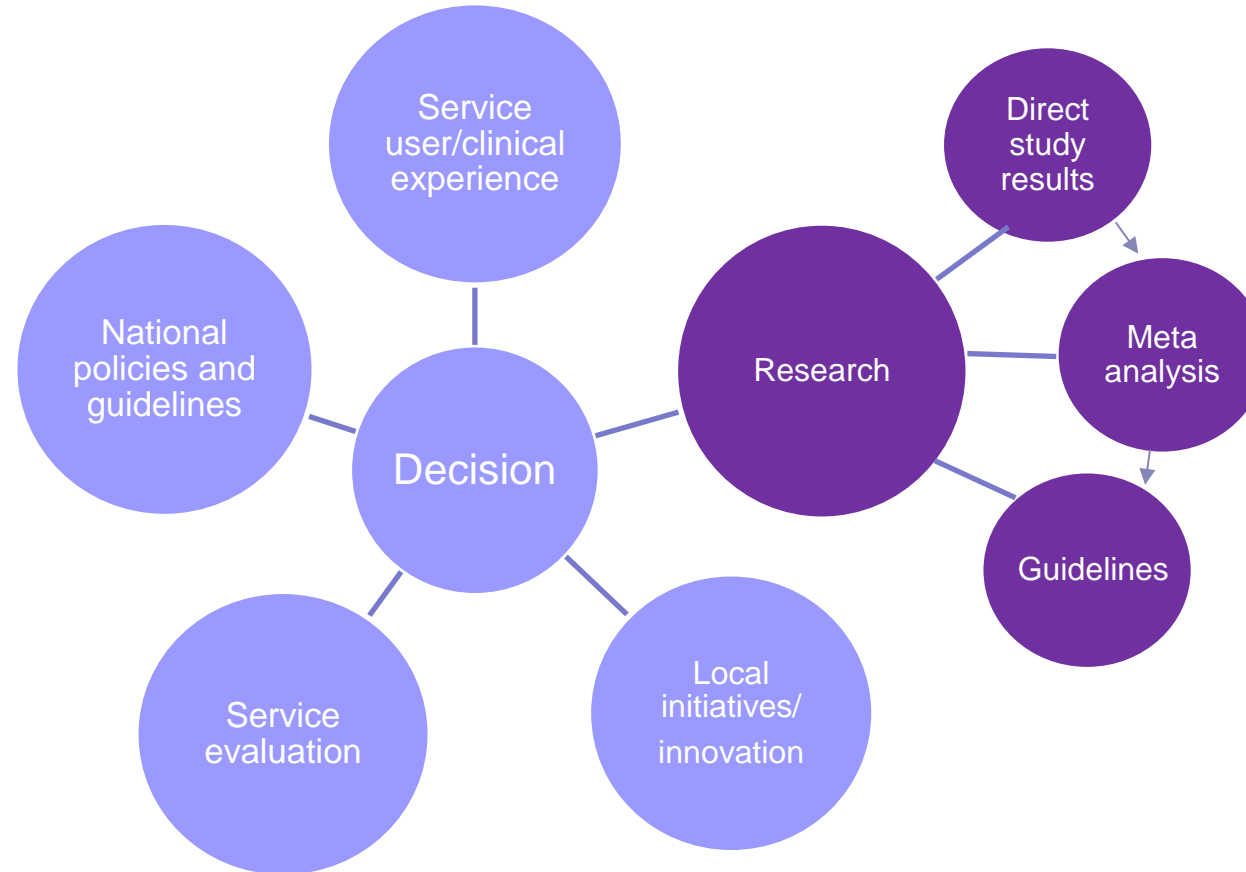 Service
user/clinical
experience
Direct
study
results
National
policies and
guidelines
Research
Meta
analysis
Decision
Guidelines
Service
evaluation
Local
initiatives/
innovation